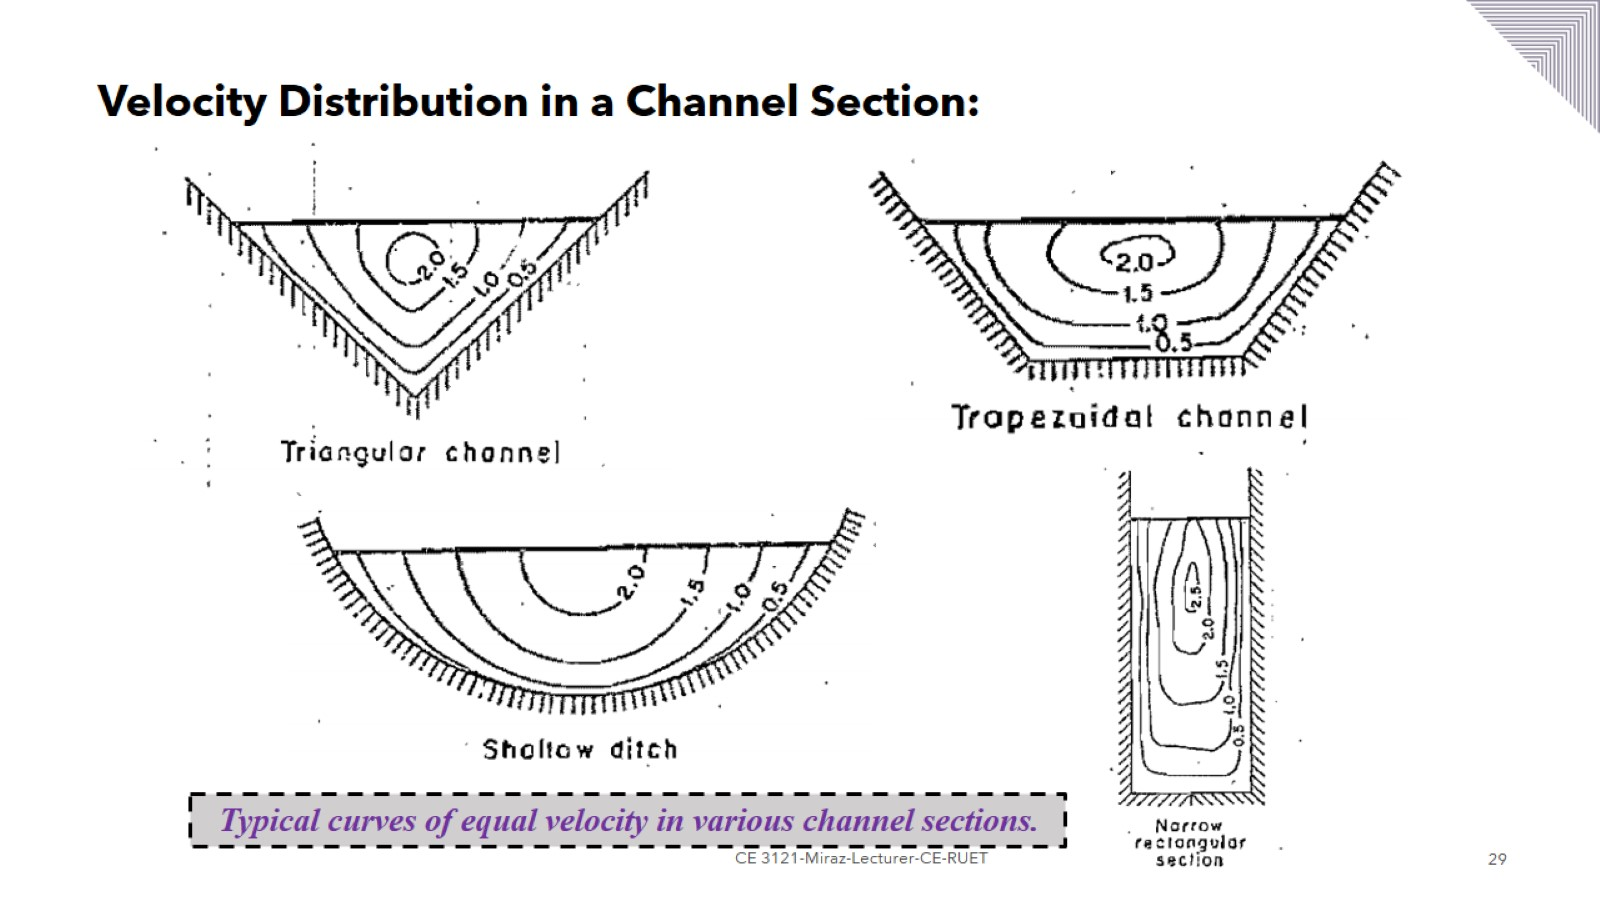 Velocity Distribution in a Channel Section:
2.0
1.5
1.0
0.5
Triangular channel
2.0
1.5
1.0
0.5
Trapezoidal channel
2.0
1.5
1.0
0.5
Shallow ditch
2.5
2.0
1.5
1.0
0.5
Narrow
rectangular
section
Typical curves of equal velocity in various channel sections.
CE 3121-Miraz-Lecturer-CE-RUET
29